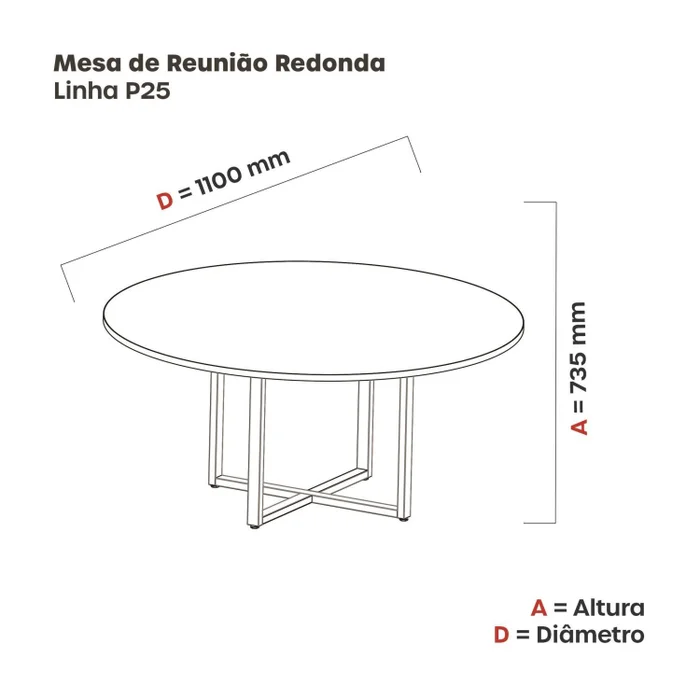 Mesa de Reunião Redonda
Linha P25
D = 1100 mm
A = 735 mm
A = Altura
D = Diâmetro